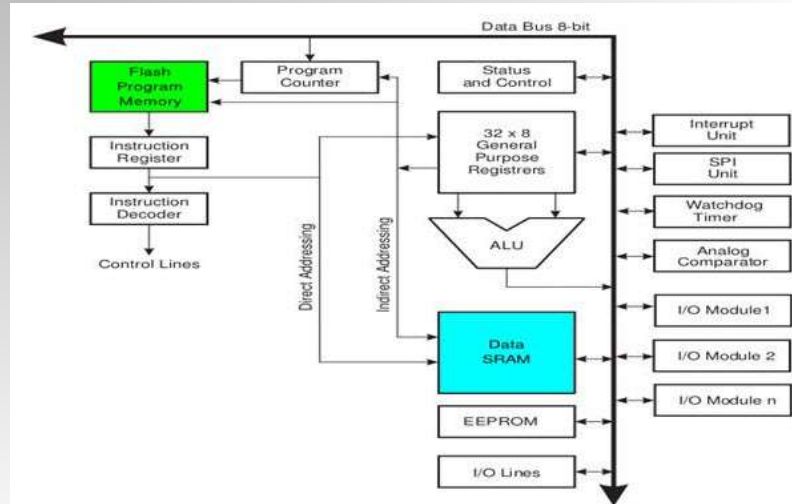 Data Bus 8-bit
Flash
Program
Memory
Program
Counter
Status
and Control
Instruction
Register
32 x 8
General
Purpose
Registrers
Interrupt
Unit
SPI
Unit
Instruction
Decoder
Watchdog
Timer
ALU
Analog
Comparator
Control Lines
Direct Addressing
Indirect Addressing
I/O Module1
Data
SRAM
I/O Module 2
I/O Module n
EEPROM
I/O Lines